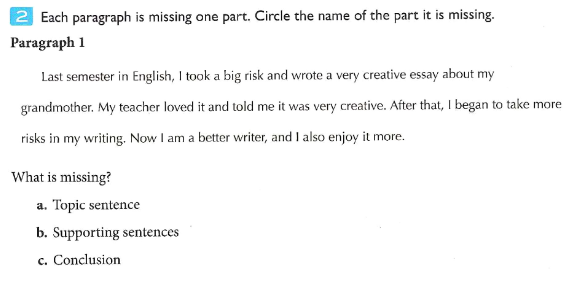 2 Each paragraph is missing one part. Circle the name of the part it is missing.
Paragraph 1
Last semester in English, I took a big risk and wrote a very creative essay about my
grandmother. My teacher loved it and told me it was very creative. After that, I began to take more
risks in my writing. Now I am a better writer, and I also enjoy it more.
What is missing?
a. Topic sentence
b. Supporting sentences
c. Conclusion